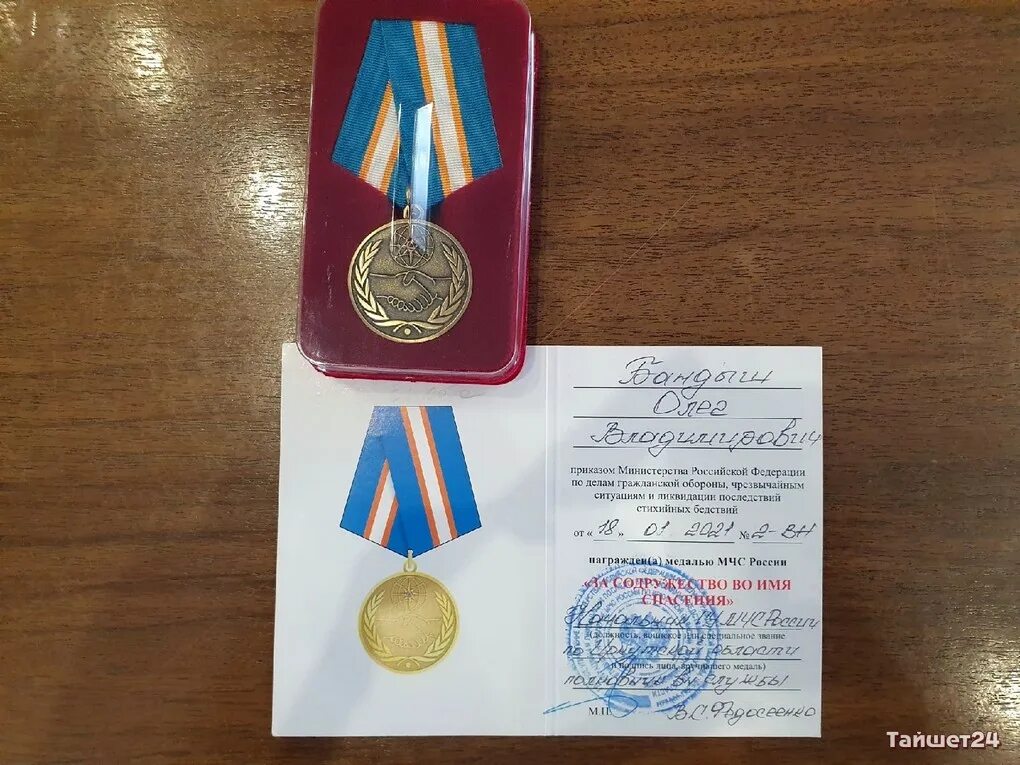 Бандыш
Олег
Владимирович
приказом Министерства Российской Федерации
по делам гражданской обороны, чрезвычайным
ситуациям и ликвидации последствий
стихийных бедствий
от «18» 01 2021 № 2-ВН
награжден(а) медалью МЧС России
«ЗА СОДРУЖЕСТВО ВО ИМЯ
СПАСЕНИЯ»
Начальник ГУ МЧС России
(должность, воинское или специальное звание
по Иркутской области
и подпись лица, вручившего медаль)
полковник вн службы
М.П. В.С. Федосеенко
Тайшет24